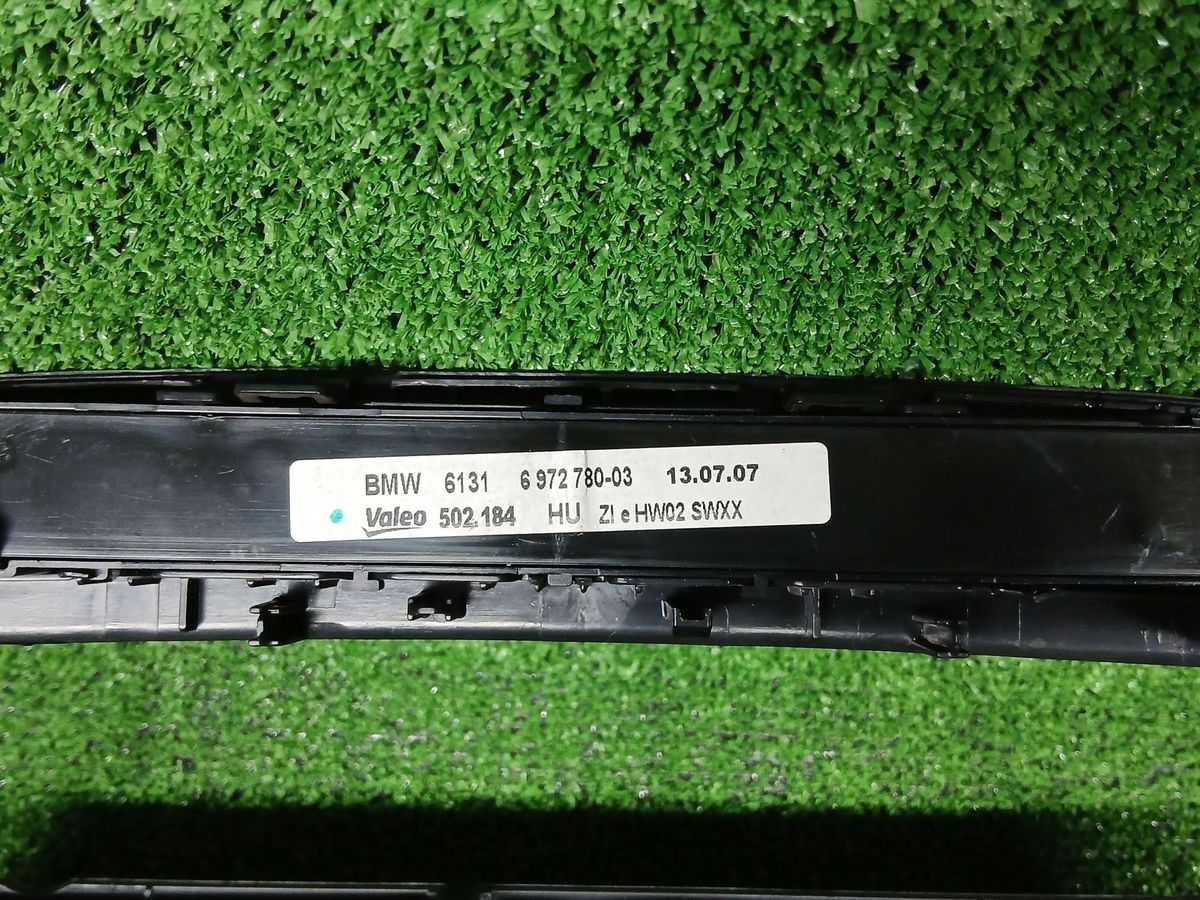 BMW 6131 6 972 780-03 13.07.07
Valeo 502.184 HU ZI e HW02 SWXX